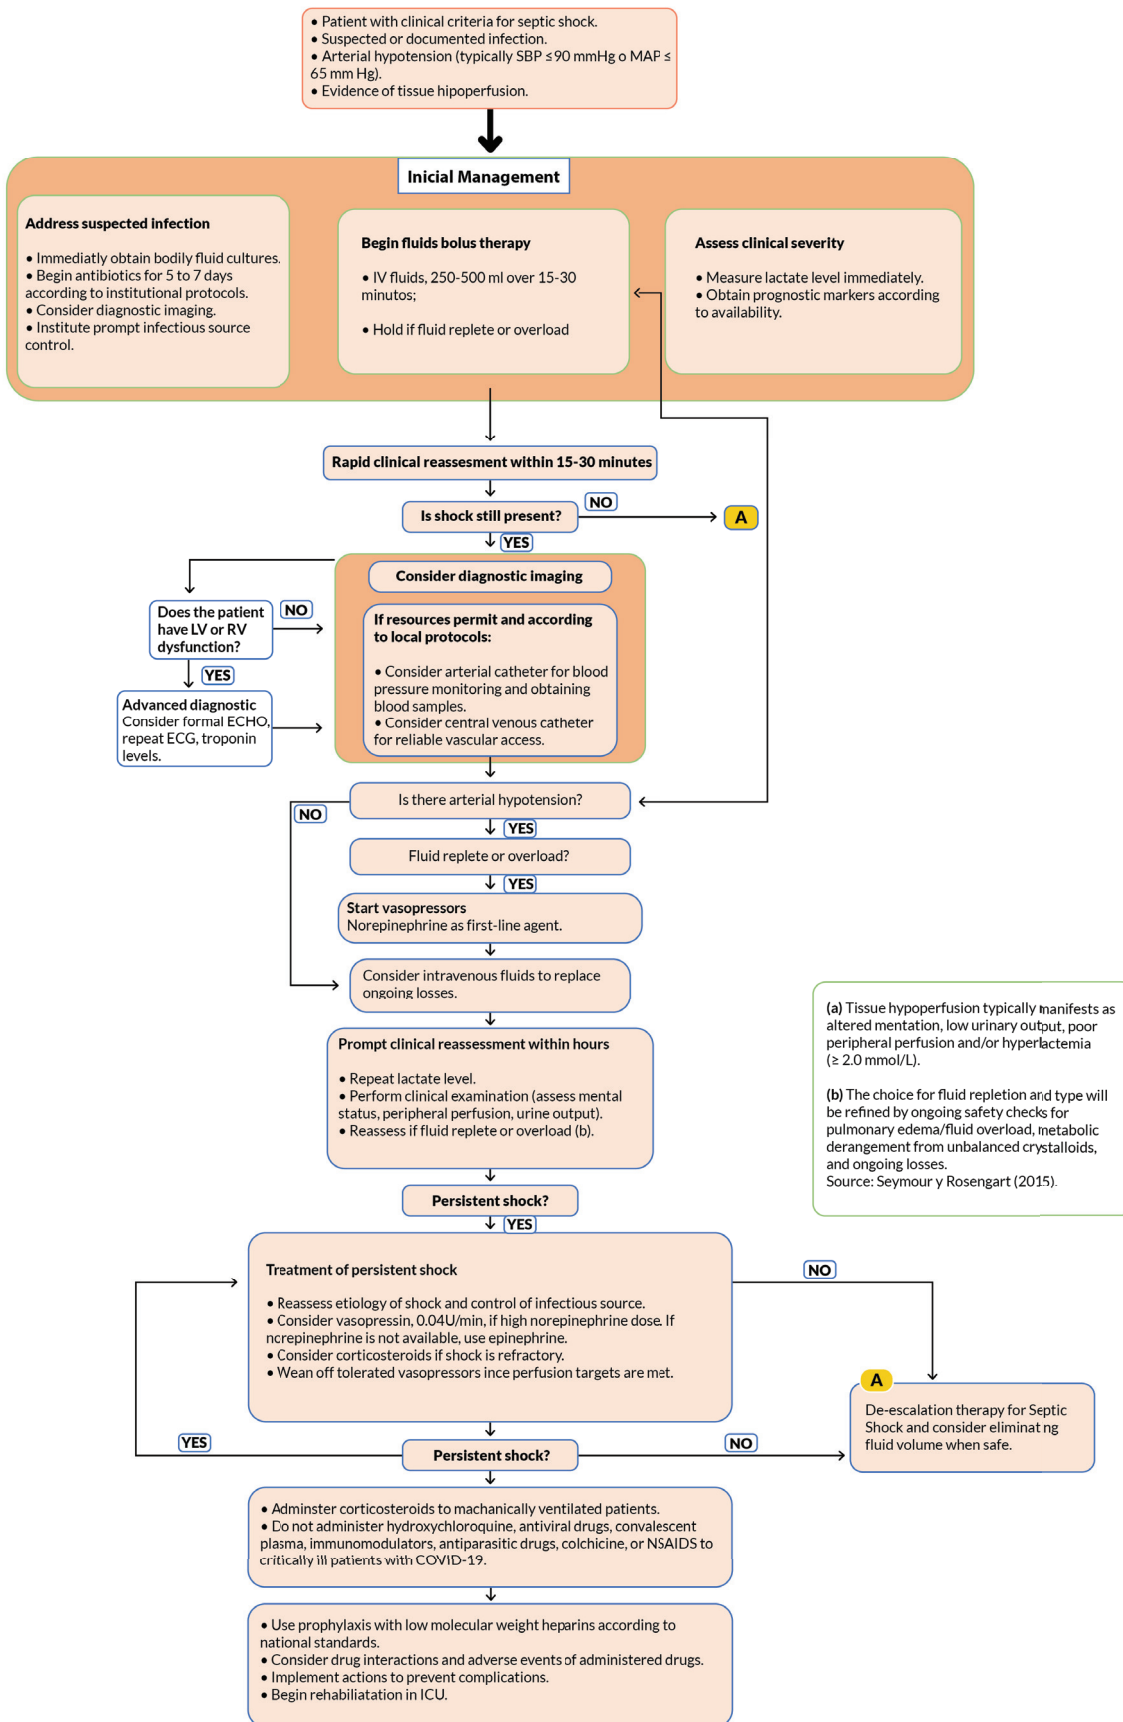 • Patient with clinical criteria for septic shock.
• Suspected or documented infection.
• Arterial hypotension (typically SBP ≤ 90 mmHg o MAP ≤
65 mm Hg).
• Evidence of tissue hipoperfusion.
Inicial Management
Address suspected infection
• Immediatly obtain bodily fluid cultures.
• Begin antibiotics for 5 to 7 days
according to institutional protocols.
• Consider diagnostic imaging.
• Institute prompt infectious source
control.
Begin fluids bolus therapy
• IV fluids, 250-500 ml over 15-30
minutos;
• Hold if fluid replete or overload
Assess clinical severity
• Measure lactate level immediately.
• Obtain prognostic markers according
to availability.
Rapid clinical reassesment within 15-30 minutes
Is shock still present?
NO
A
YES
Consider diagnostic imaging
Does the patient
have LV or RV
dysfunction?
NO
YES
Advanced diagnostic
Consider formal ECHO,
repeat ECG, troponin
levels.
If resources permit and according
to local protocols:
• Consider arterial catheter for blood
pressure monitoring and obtaining
blood samples.
• Consider central venous catheter
for reliable vascular access.
Is there arterial hypotension?
NO
YES
Fluid replete or overload?
YES
Start vasopressors
Norepinephrine as first-line agent.
Consider intravenous fluids to replace
ongoing losses.
Prompt clinical reassessment within hours
• Repeat lactate level.
• Perform clinical examination (assess mental
status, peripheral perfusion, urine output).
• Reassess if fluid replete or overload (b).
(a) Tissue hypoperfusion typically manifests as
altered mentation, low urinary output, poor
peripheral perfusion and/or hyperlactemia
(≥ 2.0 mmol/L).
(b) The choice for fluid repletion and type will
be refined by ongoing safety checks for
pulmonary edema/fluid overload, metabolic
derangement from unbalanced crystalloids,
and ongoing losses.
Source: Seymour y Rosengart (2015).
Persistent shock?
YES
Treatment of persistent shock
• Reassess etiology of shock and control of infectious source.
• Consider vasopressin, 0.04U/min, if high norepinephrine dose. If
norepinephrine is not available, use epinephrine.
• Consider corticosteroids if shock is refractory.
• Wean off tolerated vasopressors ince perfusion targets are met.
NO
A
De-escalation therapy for Septic
Shock and consider eliminating
fluid volume when safe.
YES
Persistent shock?
NO
• Adminster corticosteroids to machanically ventilated patients.
• Do not administer hydroxychloroquine, antiviral drugs, convalescent
plasma, immunomodulators, antiparasitic drugs, colchicine, or NSAIDS to
critically ill patients with COVID-19.
• Use prophylaxis with low molecular weight heparins according to
national standards.
• Consider drug interactions and adverse events of administered drugs.
• Implement actions to prevent complications.
• Begin rehabiliatation in ICU.